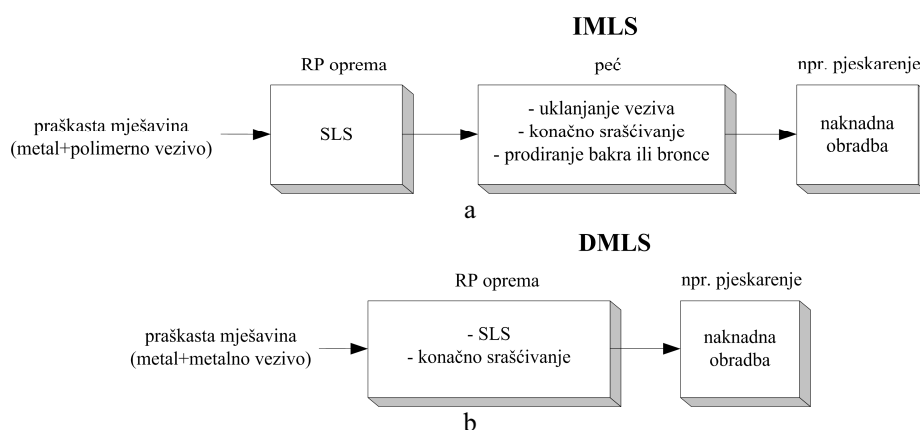 IMLS
RP oprema
peć
npr. pjeskarenje
praškasta mješavina
(metal+polimerno vezivo)
SLS
- uklanjanje veziva
- konačno srašćivanje
- prodiranje bakra ili bronce
naknadna
obradba
a
DMLS
RP oprema
npr. pjeskarenje
praškasta mješavina
(metal+metalno vezivo)
- SLS
- konačno srašćivanje
naknadna
obradba
b